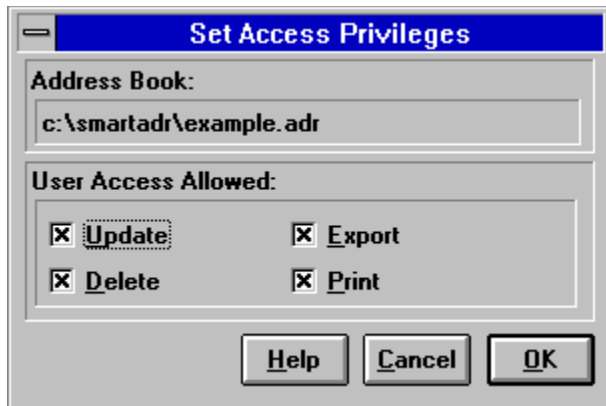 Set Access Privileges
Address Book:
c:\smartadr\example.adr
User Access Allowed:
Update Export
Delete Print
Help Cancel OK